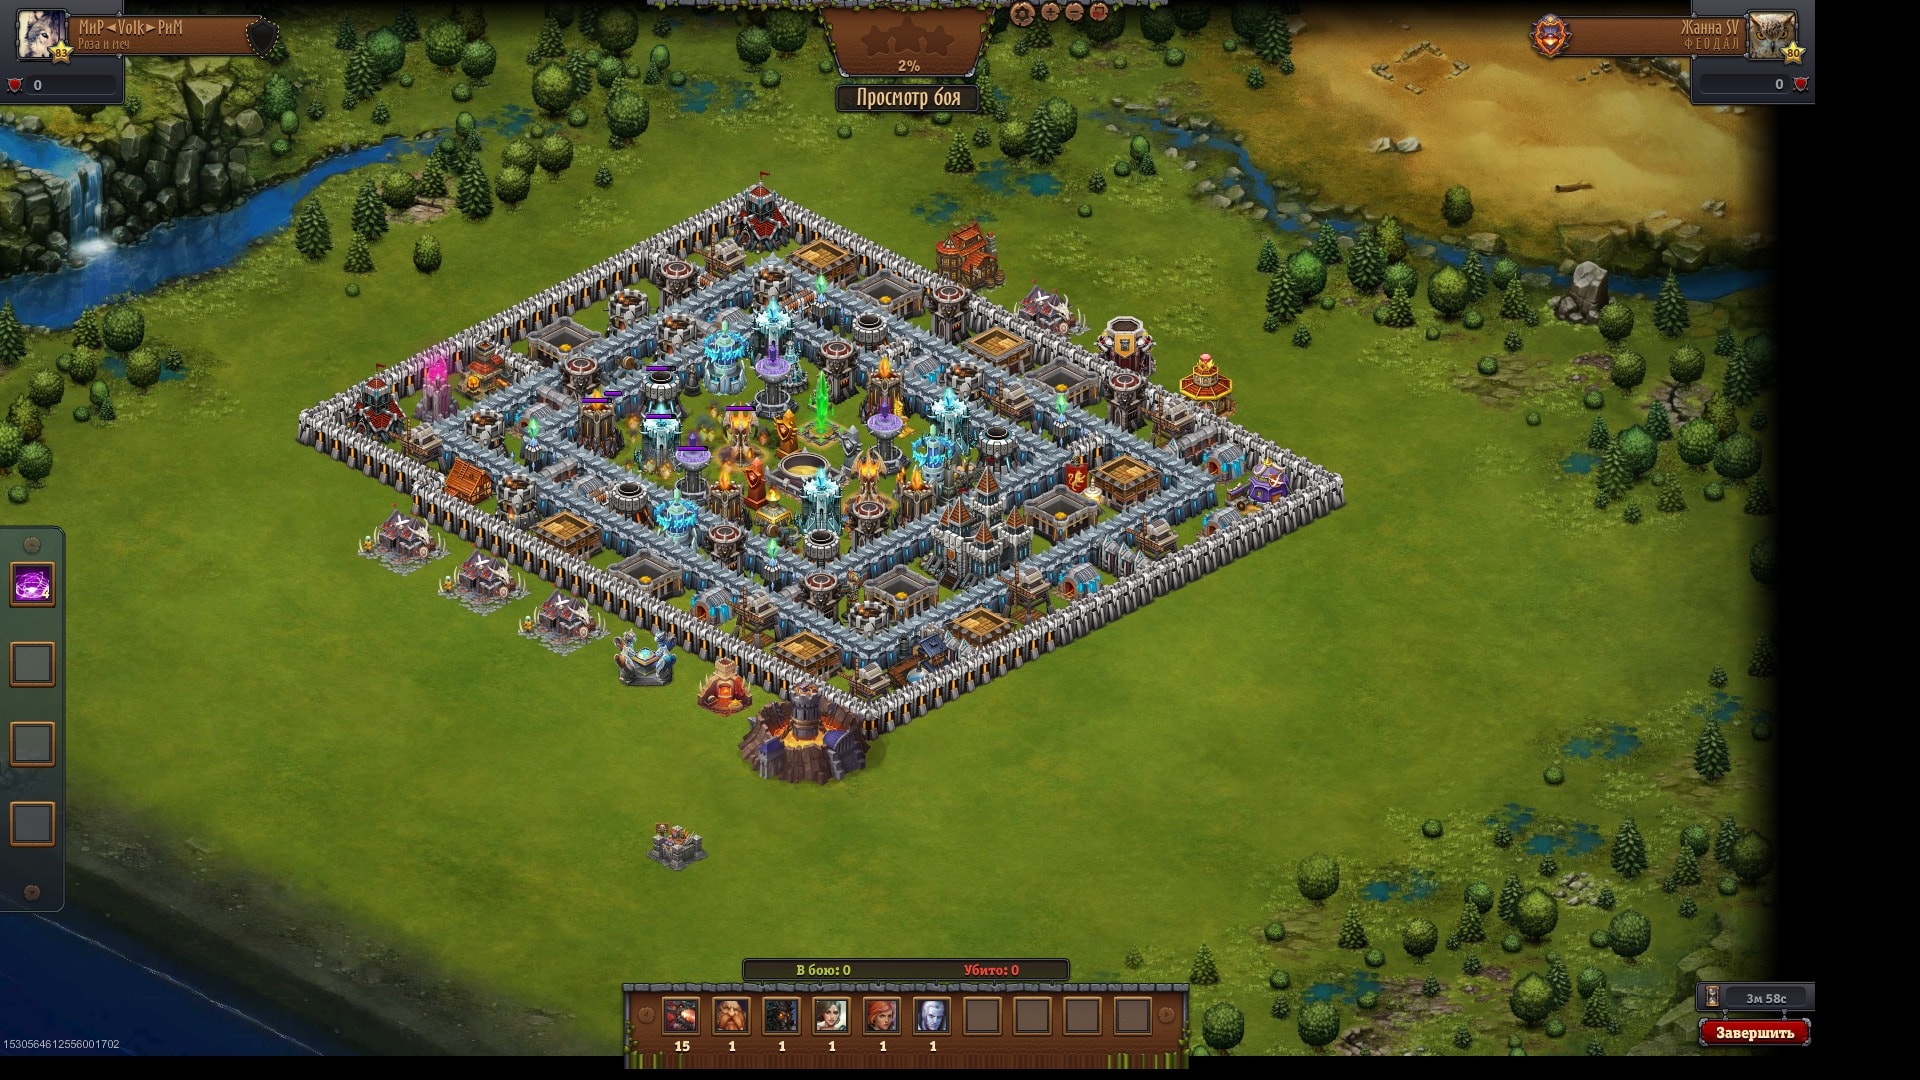 МиР◄Volk►РиМ
Роза и меч
83
0
2%
Просмотр боя
Жанна SV
ФЕОДАЛ
80
0
4
В бою: 0
Убито: 0
15
1
1
1
1
1
3м 58с
Завершить
1530564612556001702